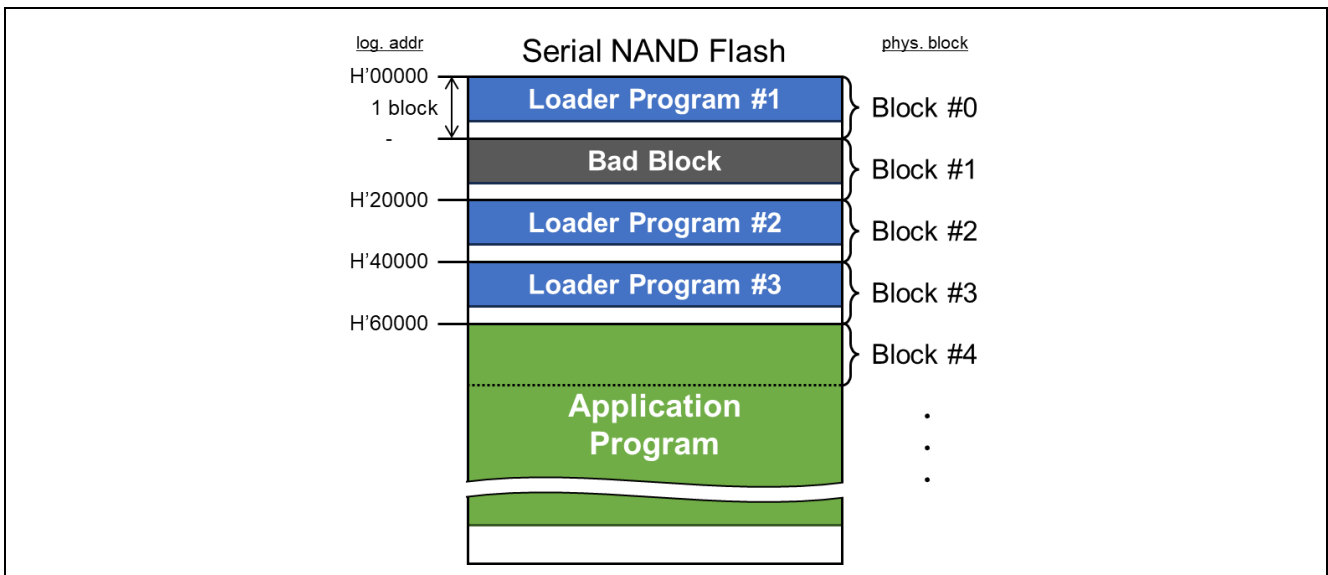 log. addr
Serial NAND Flash
phys. block
H'00000
1 block
-
Loader Program #1
Block #0
Bad Block
Block #1
H'20000
Loader Program #2
Block #2
H'40000
Loader Program #3
Block #3
H'60000
Block #4
Application
Program
.
.
.